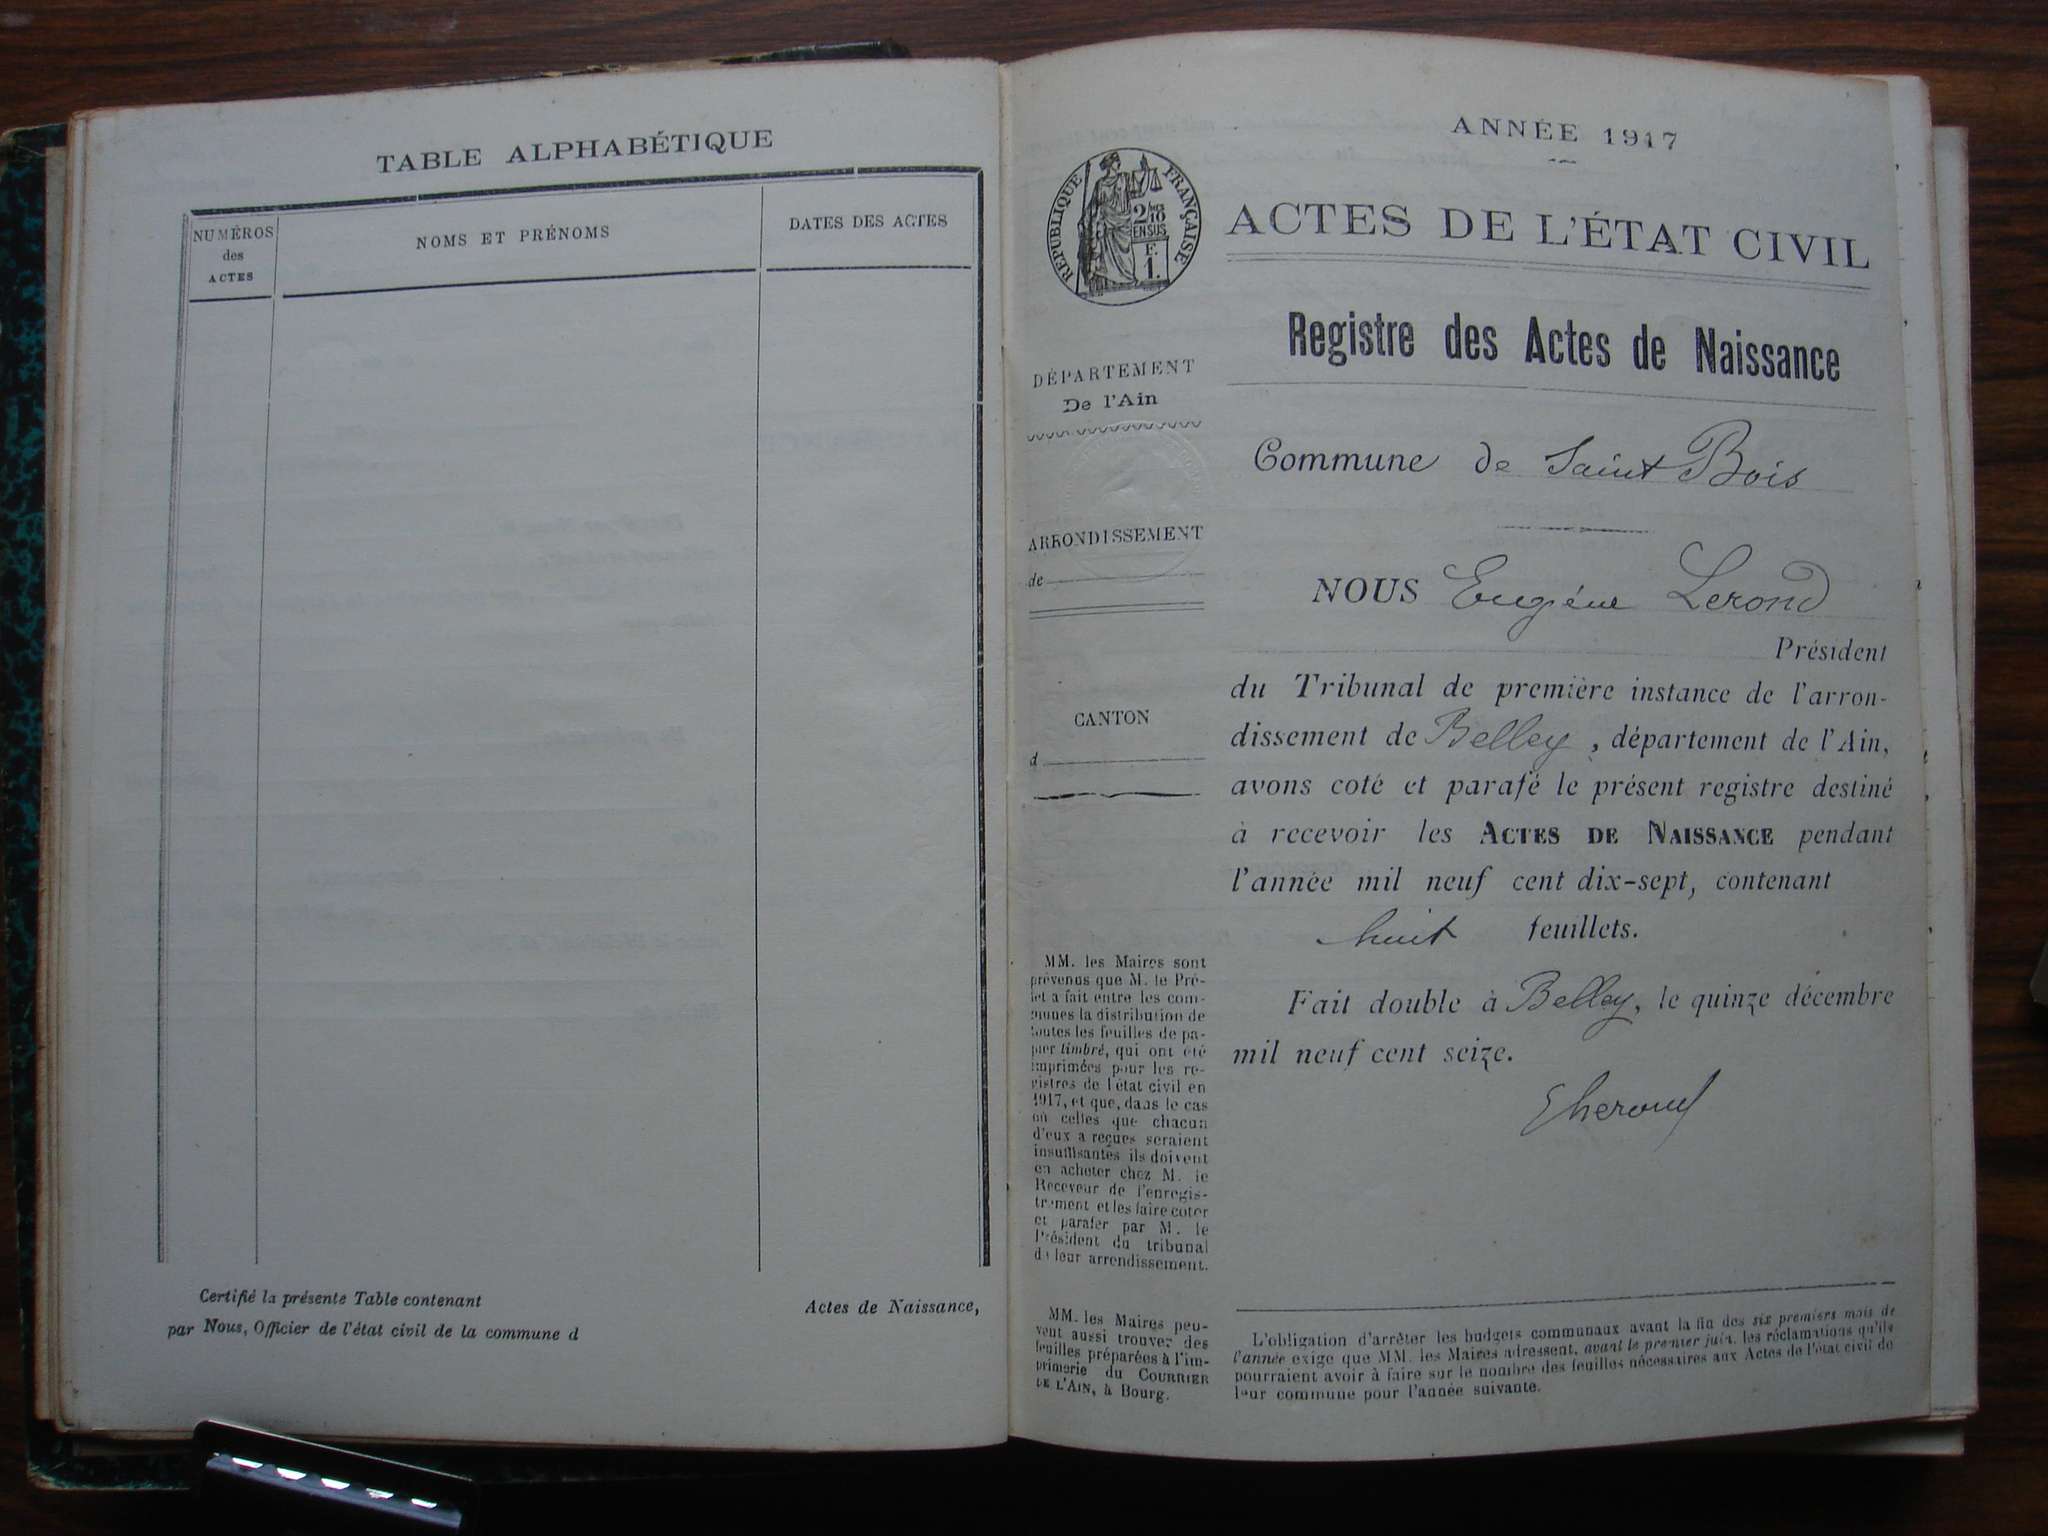 TABLE ALPHABÉTIQUE
NUMÉROS
des
ACTES
NOMS ET PRÉNOMS
DATES DES ACTES
Certifié la présente Table contenant
Actes de Naissance,
par Nous, Officier de l'état civil de la commune d
ANNÉE 1917
RÉPUBLIQUE FRANÇAISE
2/10
EN SUS
F.
1.
ACTES DE L'ÉTAT CIVIL
Registre des Actes de Naissance
DÉPARTEMENT
De l'Ain
ARRONDISSEMENT
de
CANTON
d
Commune de Saint Bois
NOUS Eugène Lerond
Président
du Tribunal de première instance de l'arron-
dissement de Belley, département de l'Ain,
avons coté et parafé le présent registre destiné
à recevoir les ACTES DE NAISSANCE pendant
l'année mil neuf cent dix-sept, contenant
huit feuillets.
Fait double à Belley, le quinze décembre
mil neuf cent seize.
MM. les Maires sont
prévenus que M. le Pré-
fet a fait entre les com-
munes la distribution de
toutes les feuilles de pa-
pier timbré, qui ont été
imprimées pour les re-
gistres de l'état civil en
1917, et que, dans le cas
où celles que chacun
d'eux a reçues seraient
insuffisantes ils doivent
en acheter chez M. le
Receveur de l'enregis-
trement et les faire coter
et parafer par M. le
Président du tribunal
de leur arrondissement.
MM. les Maires peu-
vent aussi trouver des
feuilles préparées à l'im-
primerie du COURRIER
DE L'AIN, à Bourg.
L'obligation d'arrêter les budgets communaux avant la fin des six premiers mois de
l'année exige que MM. les Maires adressent, avant le premier juin, les réclamations qu'ils
pourraient avoir à faire sur le nombre des feuilles nécessaires aux Actes de l'état civil de
leur commune pour l'année suivante.